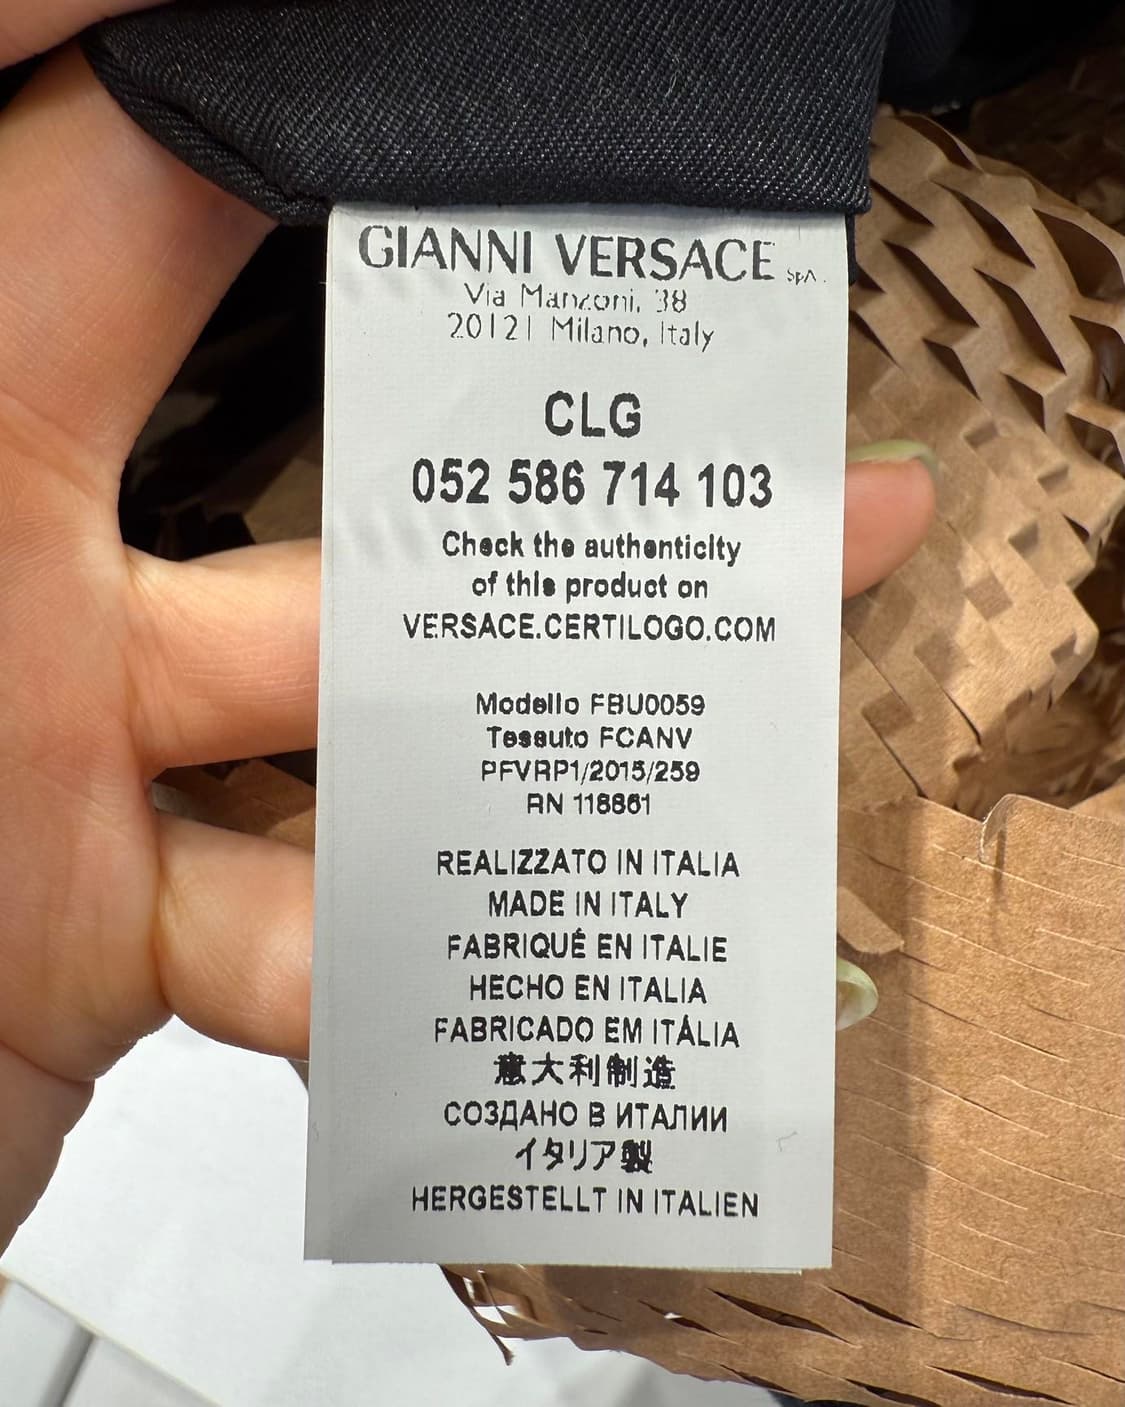 GIANNI VERSACE SpA.
Via Manzoni, 38
20121 Milano, Italy
CLG
052 586 714 103
Check the authenticity
of this product on
VERSACE.CERTILOGO.COM
Modello FBU0059
Tessuto FCANV
PFVRP1/2015/259
RN 118861
REALIZZATO IN ITALIA
MADE IN ITALY
FABRIQUÉ EN ITALIE
HECHO EN ITALIA
FABRICADO EM ITÁLIA
意大利制造
СОЗДАНО В ИТАЛИИ
イタリア製
HERGESTELLT IN ITALIEN